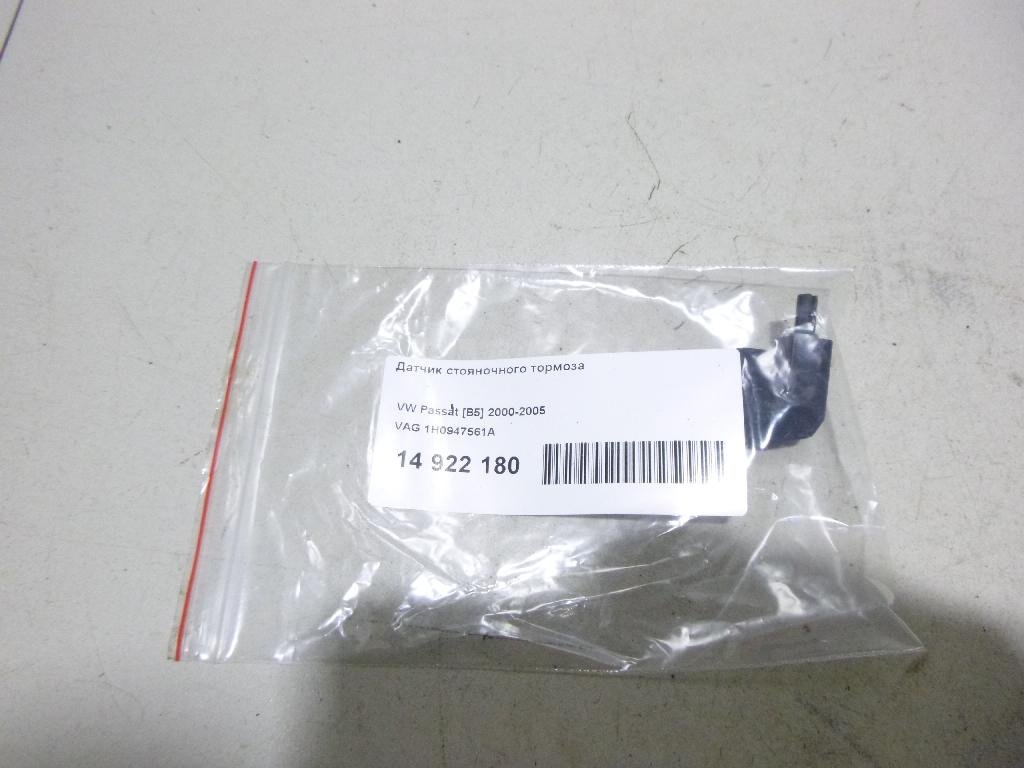 Датчик стояночного тормоза
VW Passat [B5] 2000-2005
VAG 1H0947561A
14 922 180